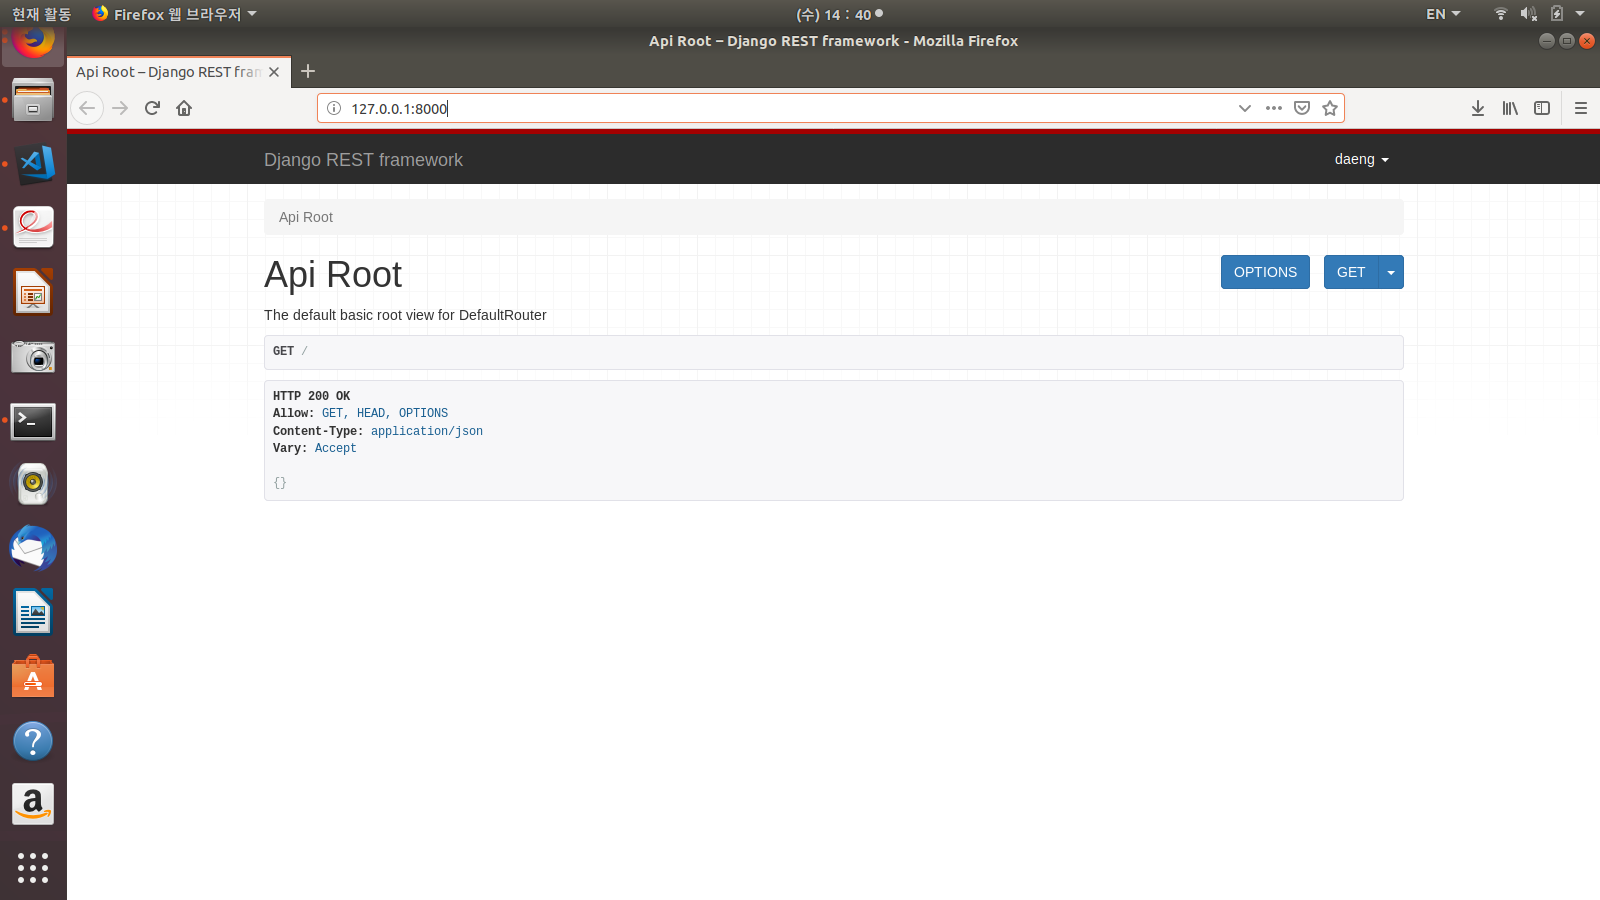 현재 활동 Firefox 웹 브라우저 (수) 14 : 40 EN
Api Root – Django REST framework - Mozilla Firefox
Api Root – Django REST fram
127.0.0.1:8000
Django REST framework daeng
Api Root
Api Root OPTIONS GET
The default basic root view for DefaultRouter
GET /
HTTP 200 OK
Allow: GET, HEAD, OPTIONS
Content-Type: application/json
Vary: Accept
{}